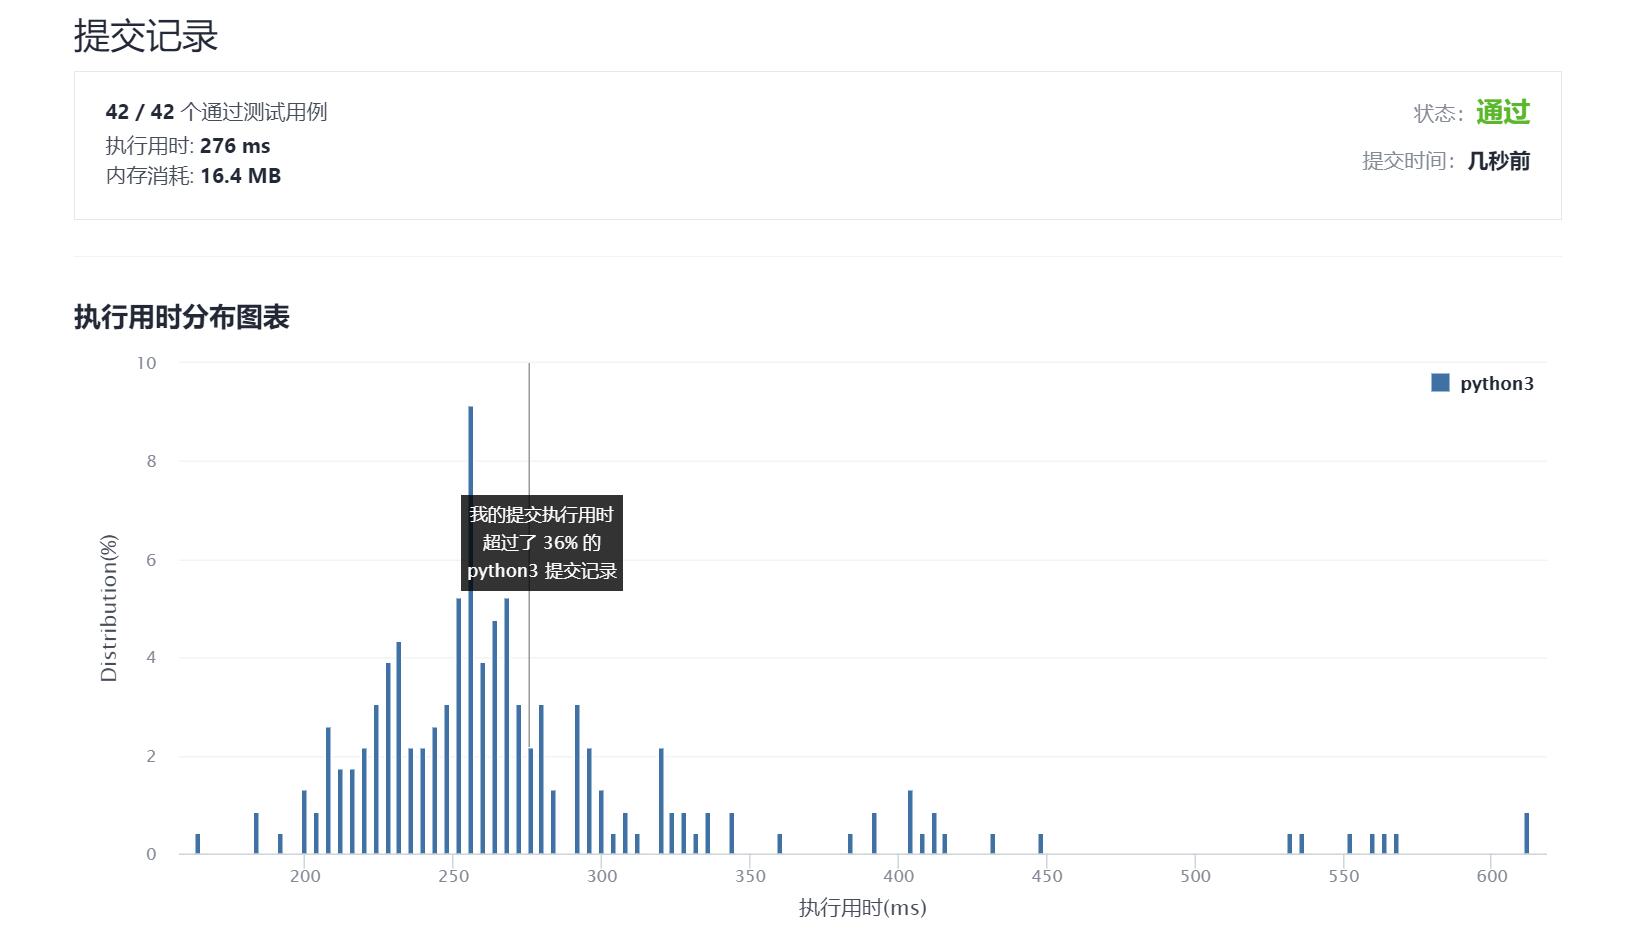 提交记录
42 / 42 个通过测试用例
状态：通过
执行用时: 276 ms
提交时间：几秒前
内存消耗: 16.4 MB
执行用时分布图表
10
8
6
4
2
0
Distribution(%)
python3
我的提交执行用时
超过了 36% 的
python3 提交记录
200 250 300 350 400 450 500 550 600
执行用时(ms)